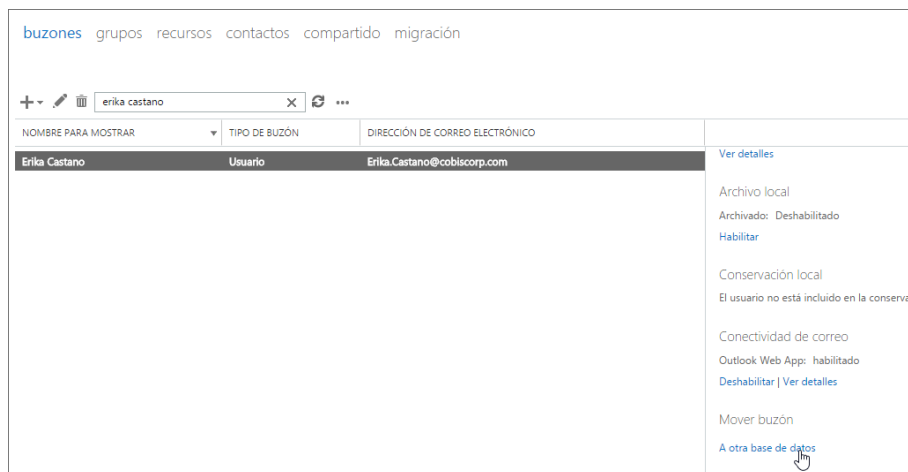 buzones grupos recursos contactos compartido migración
erika castano
NOMBRE PARA MOSTRAR TIPO DE BUZÓN DIRECCIÓN DE CORREO ELECTRÓNICO
Erika Castano Usuario Erika.Castano@cobiscorp.com
Ver detalles
Archivo local
Archivado: Deshabilitado
Habilitar
Conservación local
El usuario no está incluido en la conserva
Conectividad de correo
Outlook Web App: habilitado
Deshabilitar | Ver detalles
Mover buzón
A otra base de datos